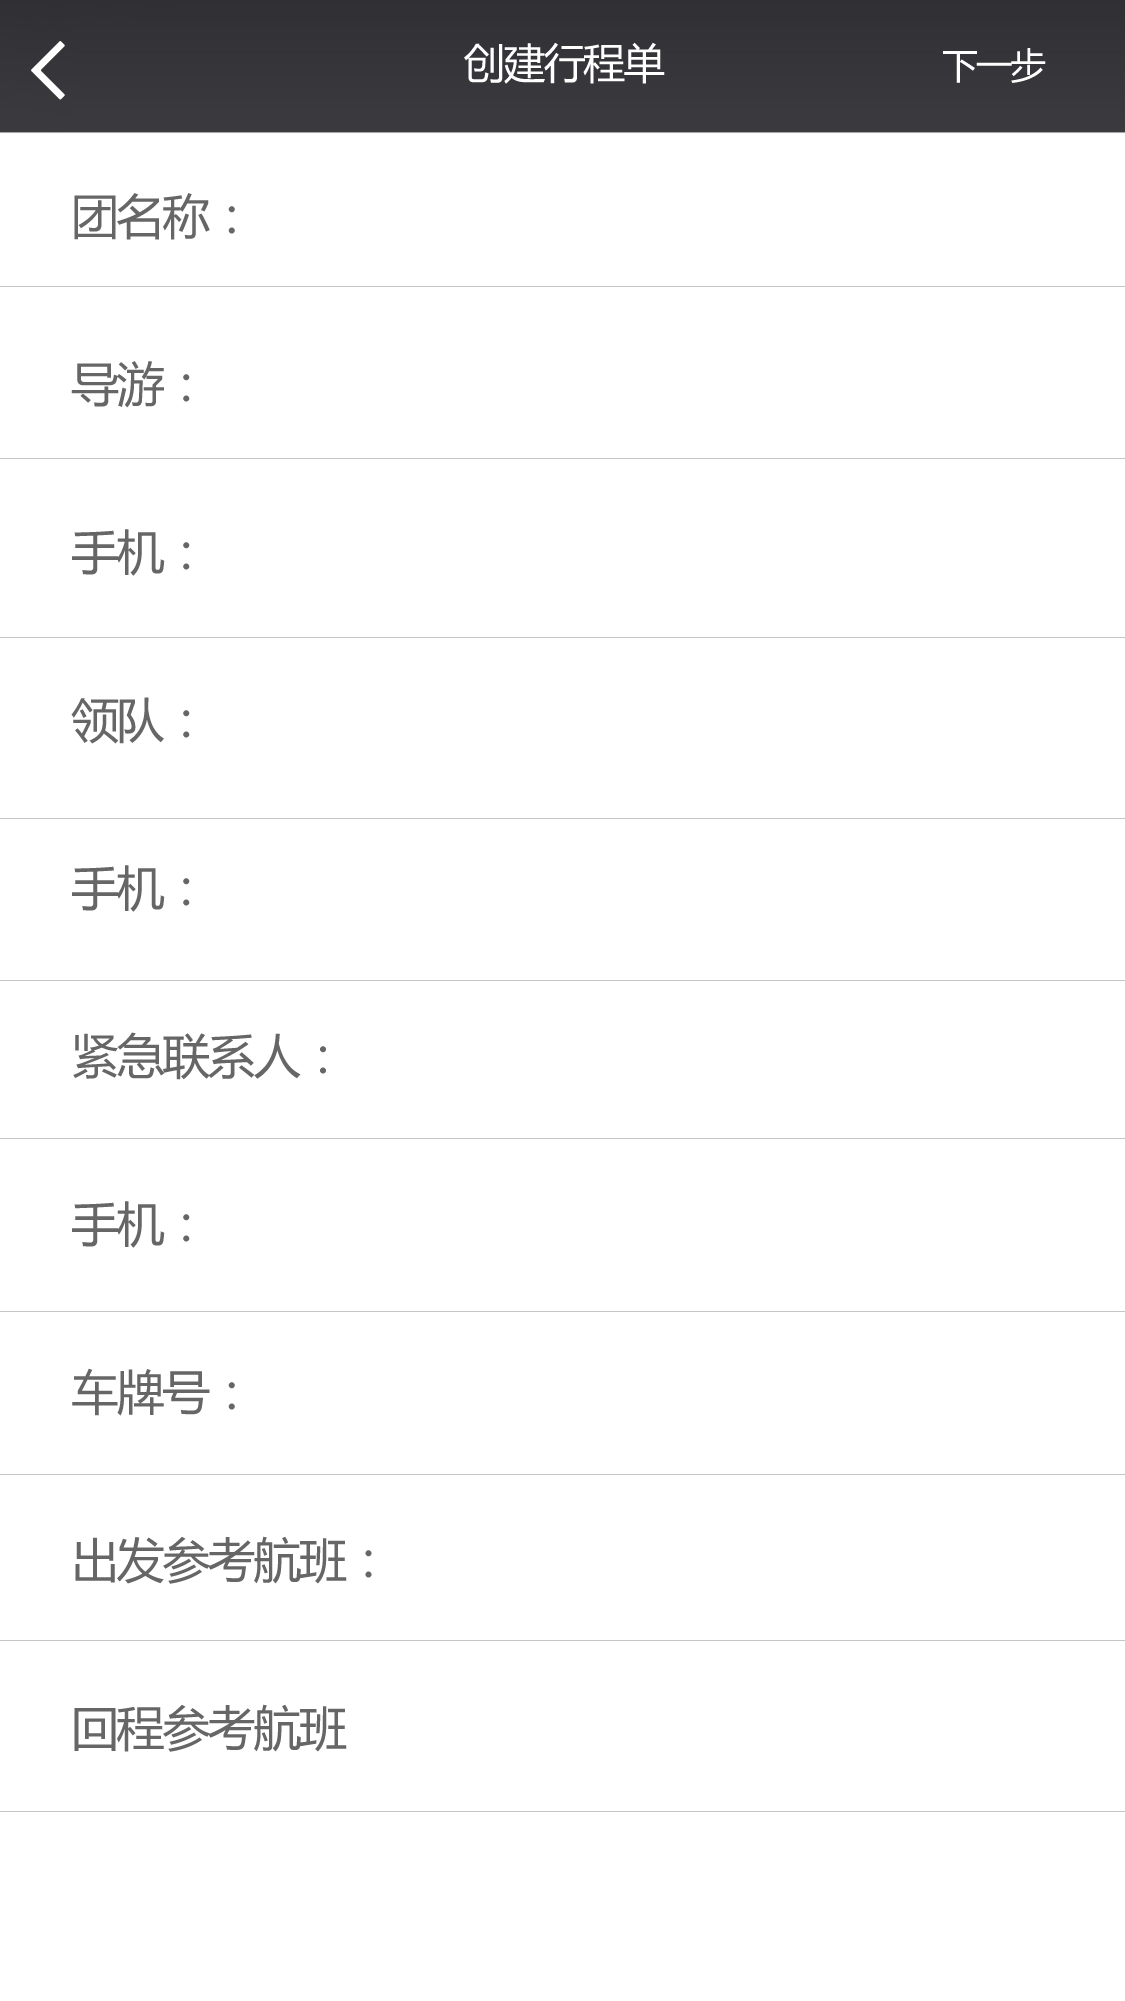 创建行程单
下一步
团名称：
导游：
手机：
领队：
手机：
紧急联系人：
手机：
车牌号：
出发参考航班：
回程参考航班